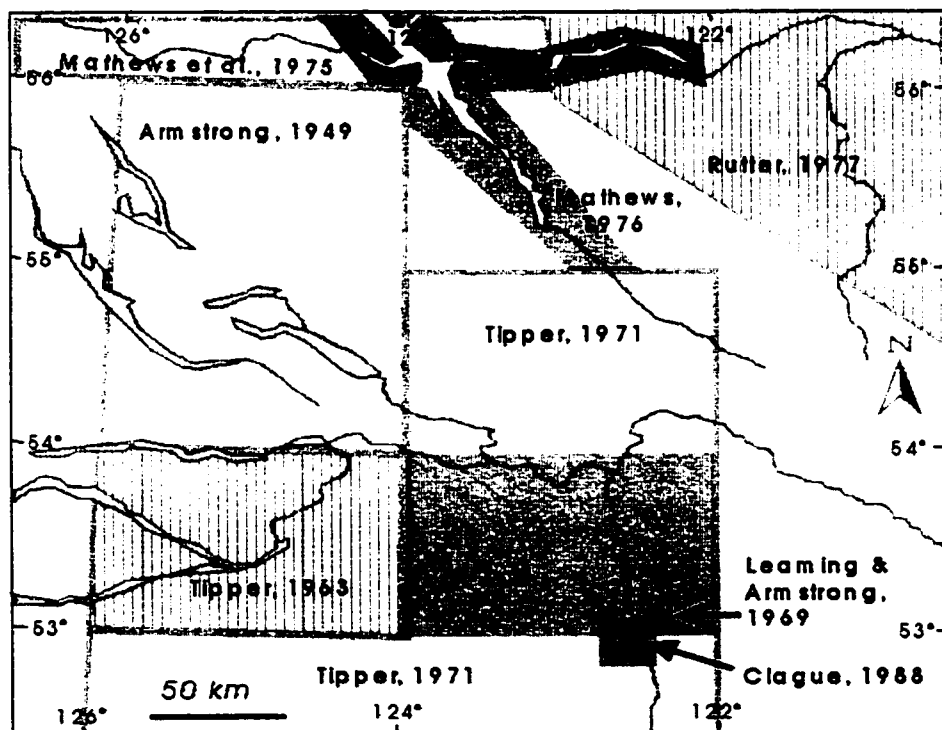 126°
122°
Mathews et al., 1975
56°
56°
Armstrong, 1949
Rutter, 1977
Mathews,
1976
55°
55°
Tipper, 1971
N
54°
54°
Tipper, 1963
Leaming &
Armstrong,
1969
53°
53°
Tipper, 1971
Clague, 1988
50 km
126°
124°
122°